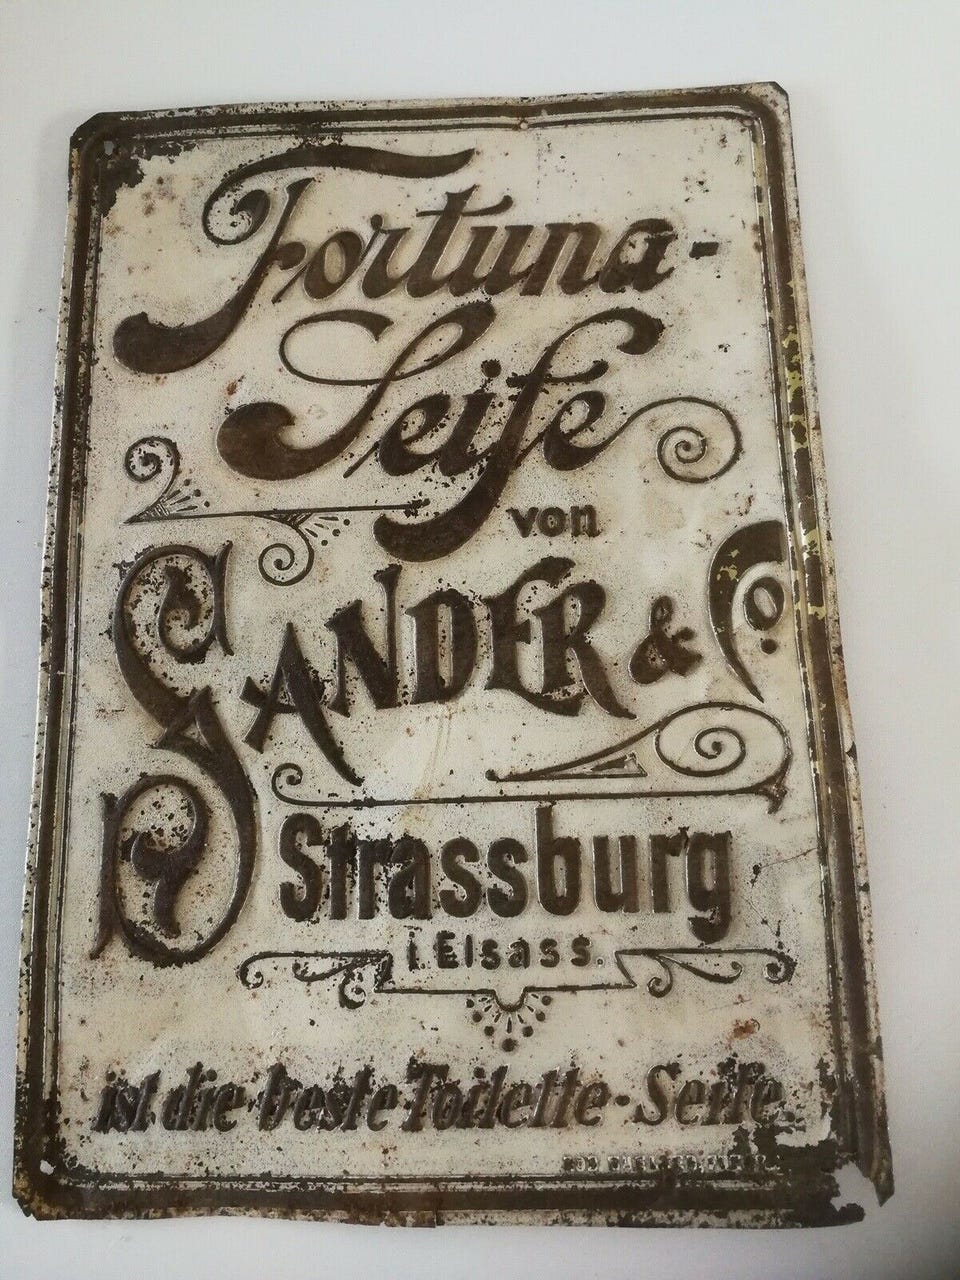 Fortuna-
Seife
von
SANDER & Co.
Strassburg
i. Elsass.
ist die beste Toilette-Seife